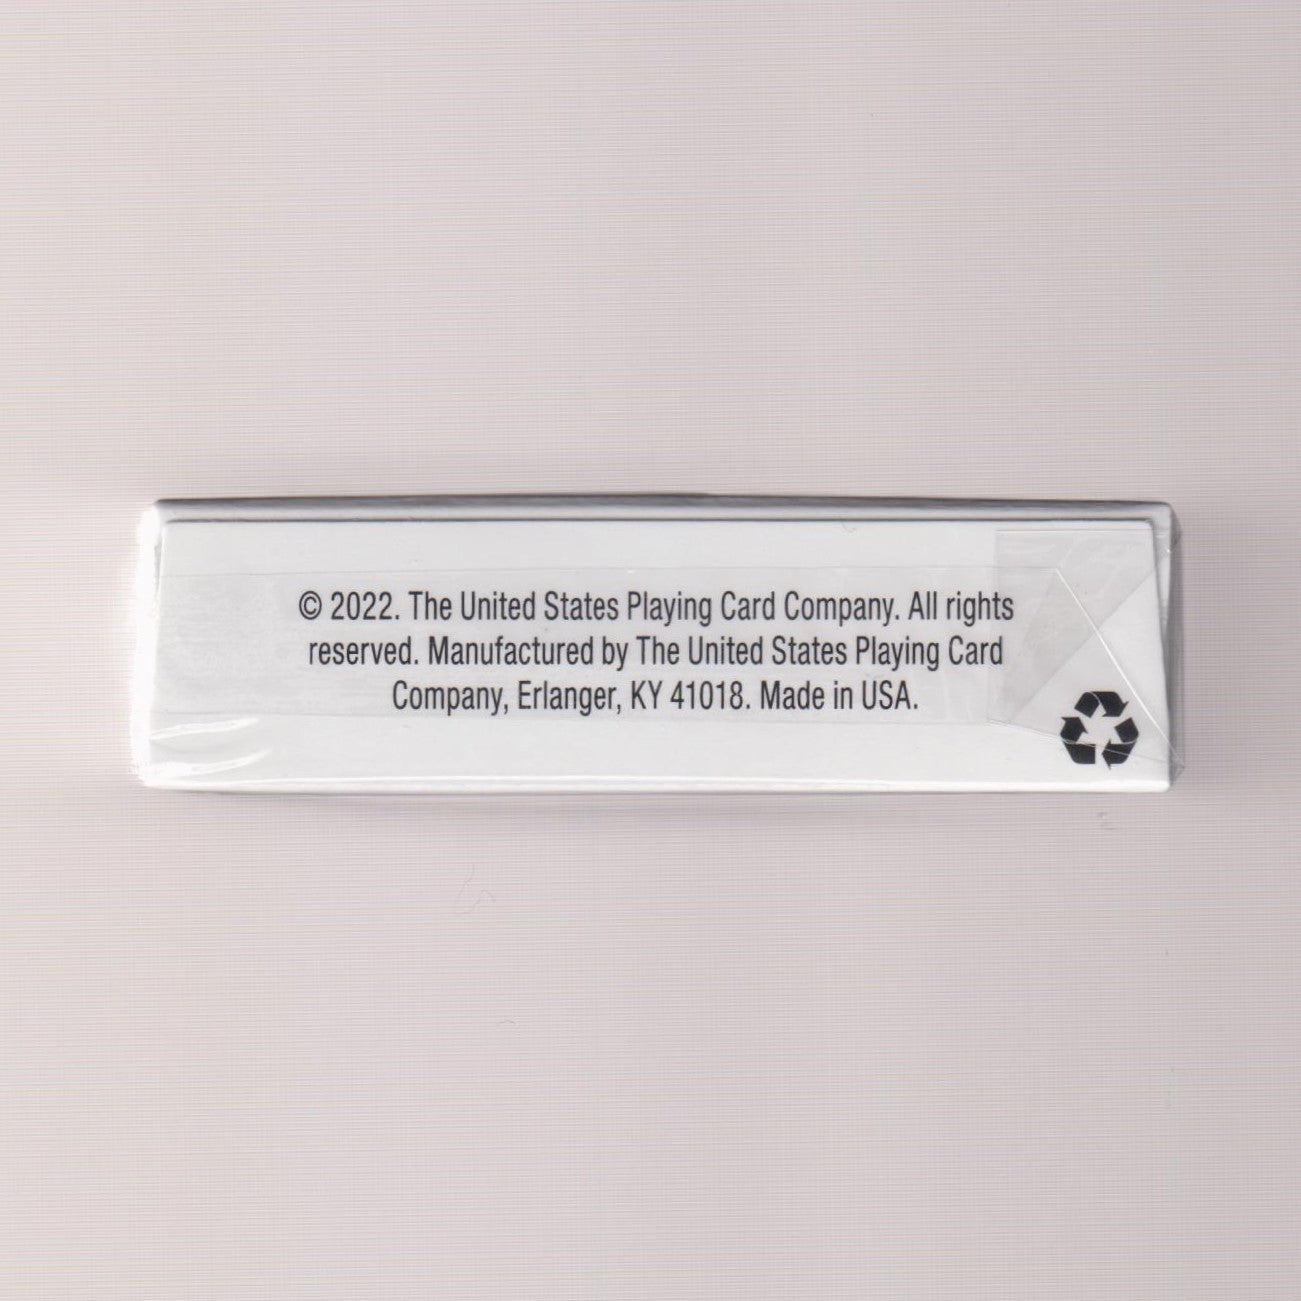 © 2022. The United States Playing Card Company. All rights
reserved. Manufactured by The United States Playing Card
Company, Erlanger, KY 41018. Made in USA.